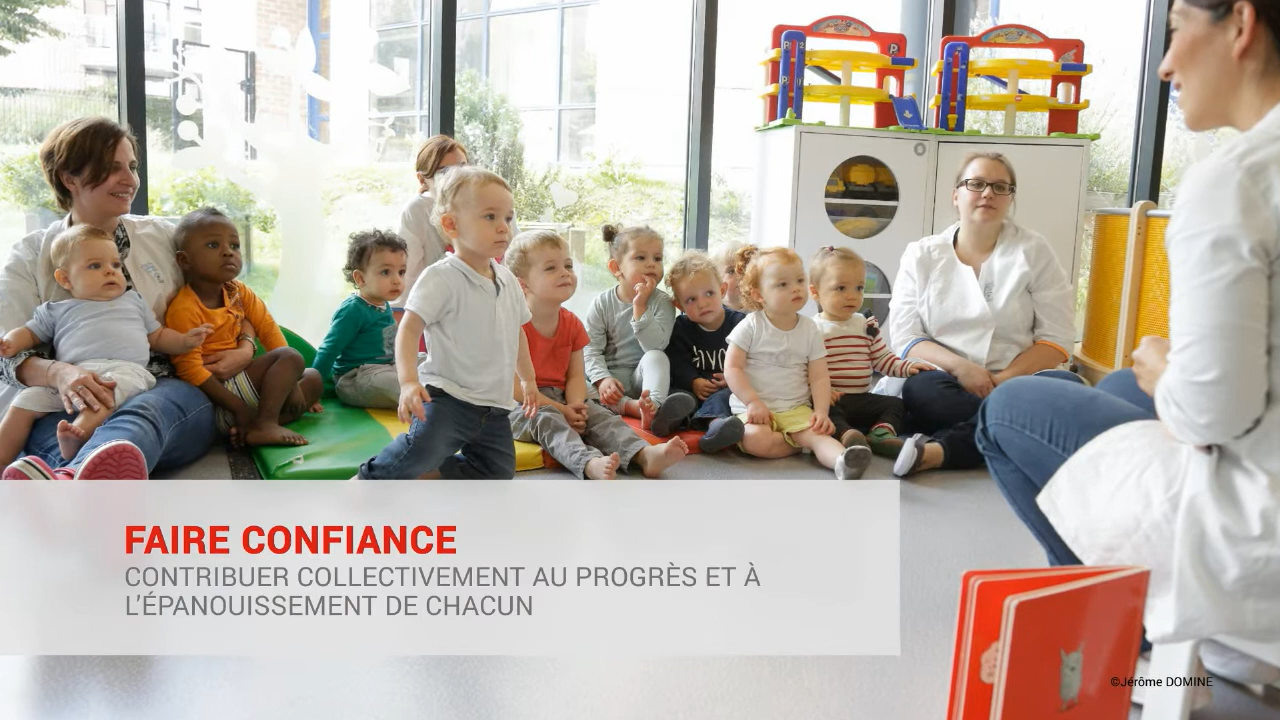 FAIRE CONFIANCE
CONTRIBUER COLLECTIVEMENT AU PROGRÈS ET À
L'ÉPANOUISSEMENT DE CHACUN
©Jérôme DOMINE